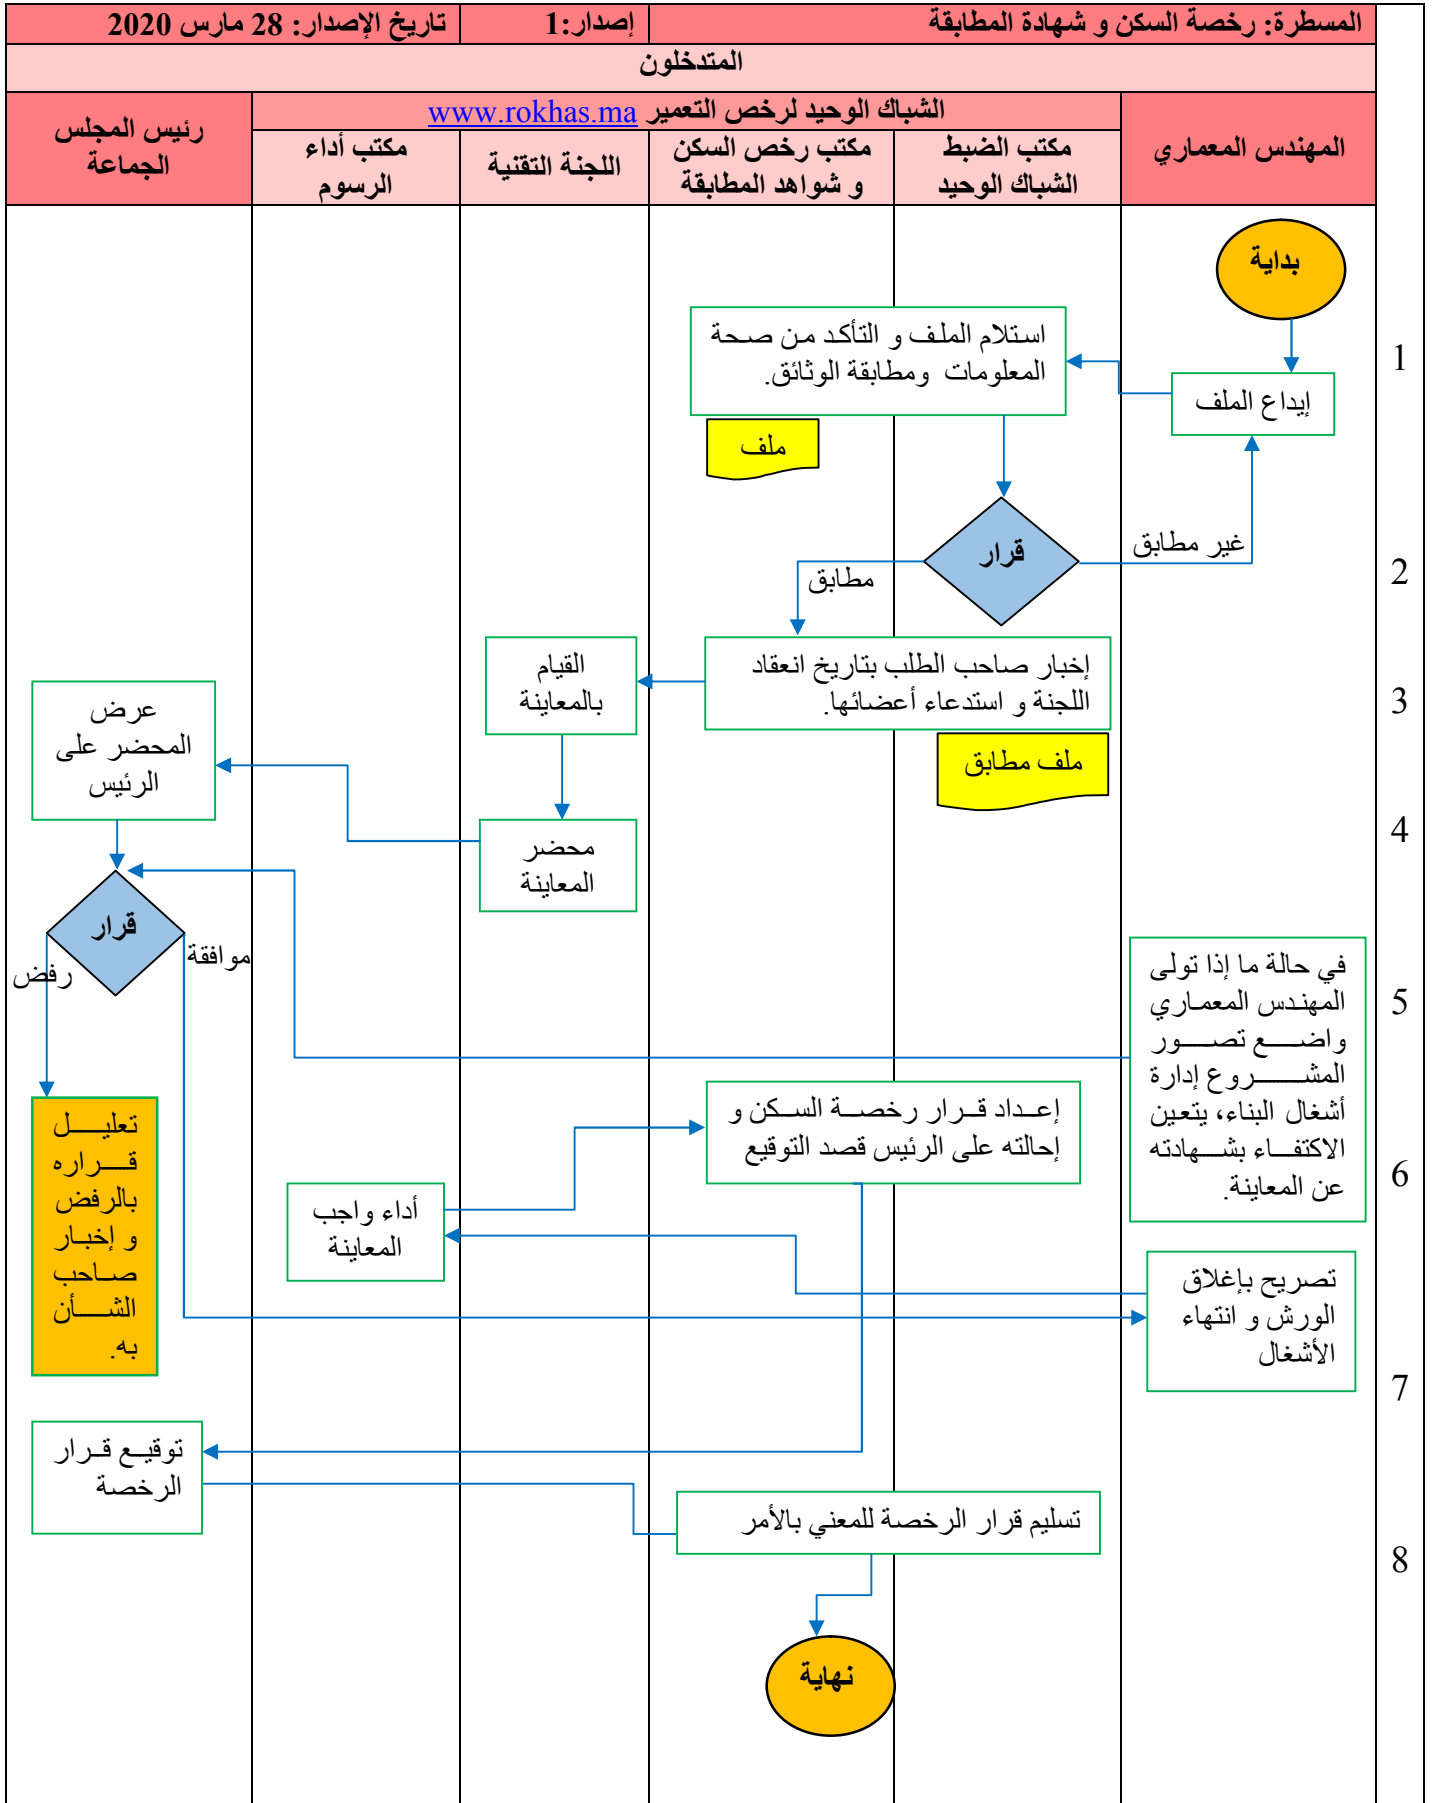 المسطرة: رخصة السكن و شهادة المطابقة
إصدار:1
تاريخ الإصدار: 28 مارس 2020
المتدخلون
المهندس المعماري
الشباك الوحيد لرخص التعمير www.rokhas.ma
رئيس المجلس
الجماعة
مكتب الضبط
الشباك الوحيد
مكتب رخص السكن
و شواهد المطابقة
اللجنة التقنية
مكتب أداء
الرسوم
بداية
1
استلام الملف و التأكد من صحة
المعلومات ومطابقة الوثائق.
إيداع الملف
ملف
قرار
غير مطابق
مطابق
2
إخبار صاحب الطلب بتاريخ انعقاد
اللجنة و استدعاء أعضائها.
القيام
بالمعاينة
3
عرض
المحضر على
الرئيس
ملف مطابق
4
محضر
المعاينة
قرار
موافقة
رفض
في حالة ما إذا تولى
المهندس المعماري
واضع تصور
المشروع إدارة
أشغال البناء، يتعين
الاكتفاء بشهادته
عن المعاينة.
5
إعداد قرار رخصة السكن و
إحالته على الرئيس قصد التوقيع
تعليل
قراره
بالرفض
و إخبار
صاحب
الشأن
به.
6
أداء واجب
المعاينة
تصريح بإغلاق
الورش و انتهاء
الأشغال
7
توقيع قرار
الرخصة
تسليم قرار الرخصة للمعني بالأمر
8
نهاية